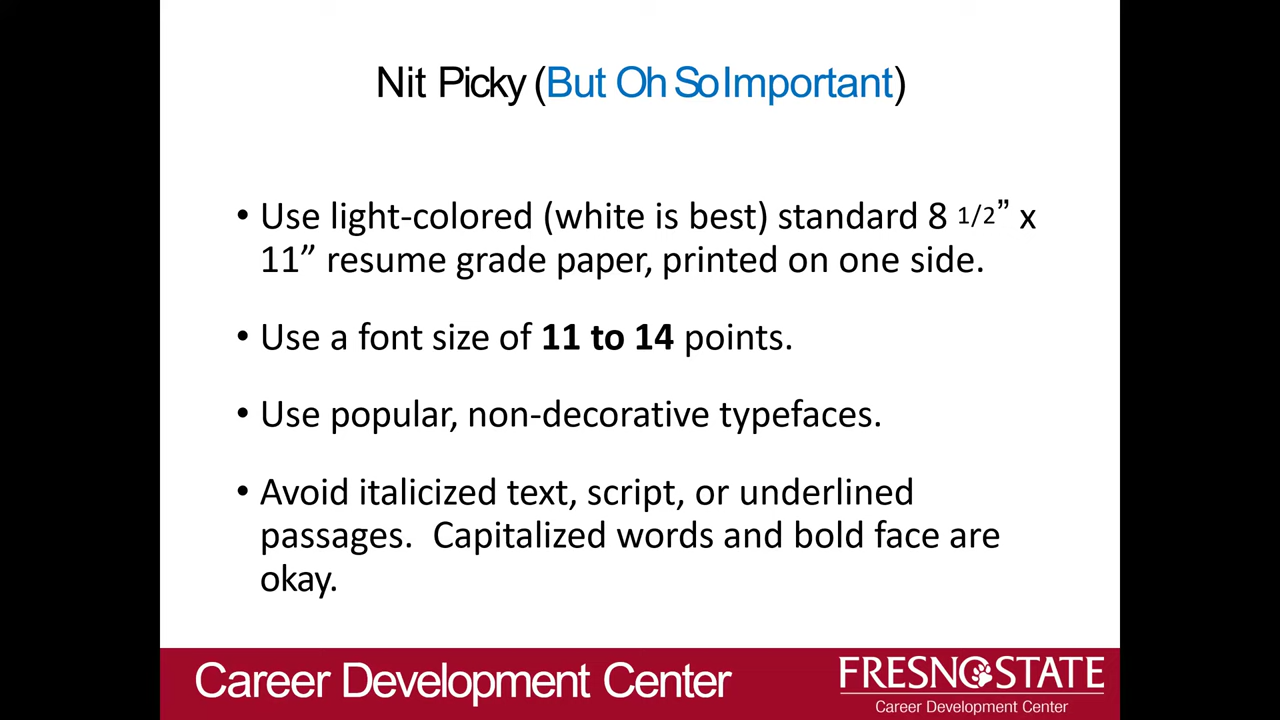 Nit Picky (But Oh So Important)
• Use light-colored (white is best) standard 8 1/2” x
11” resume grade paper, printed on one side.
• Use a font size of 11 to 14 points.
• Use popular, non-decorative typefaces.
• Avoid italicized text, script, or underlined
passages.  Capitalized words and bold face are
okay.
Career Development Center
FRESNO STATE
Career Development Center